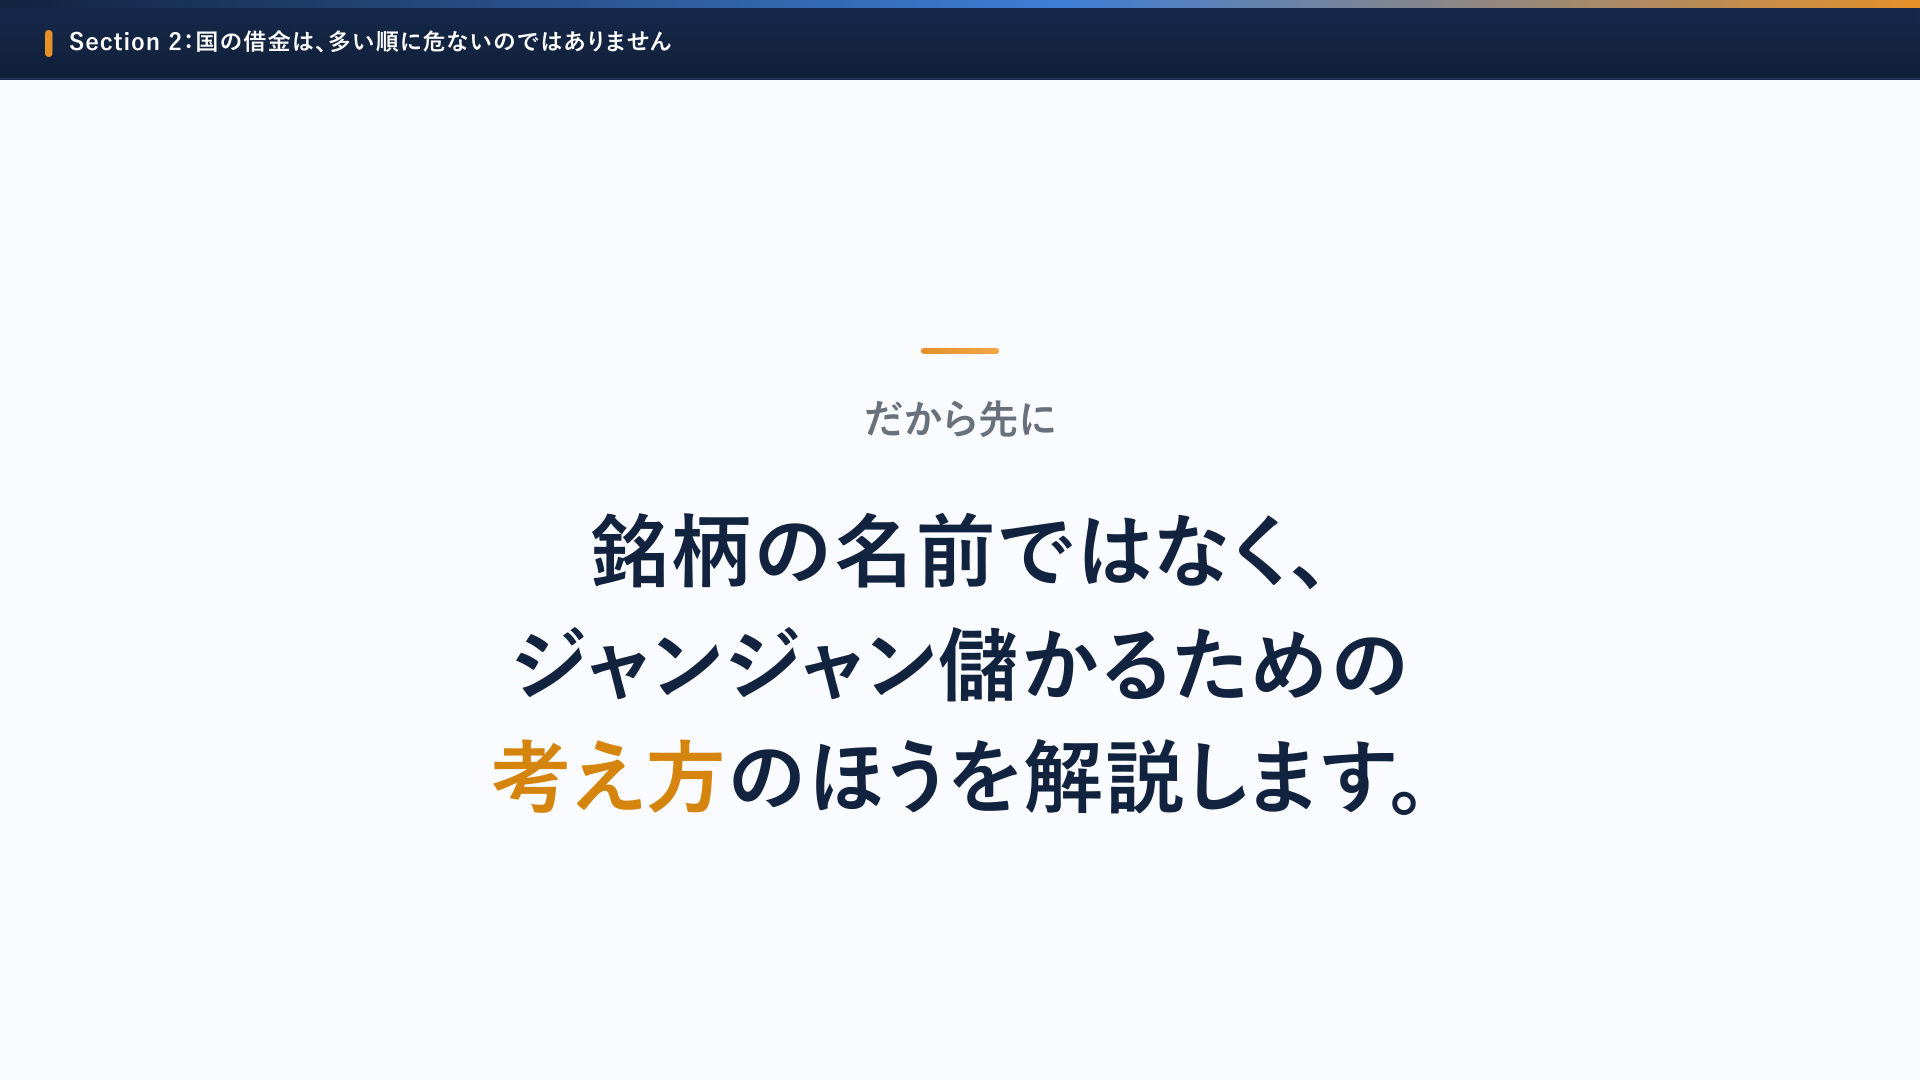 Section 2：国の借金は、多い順に危ないのではありません
だから先に
銘柄の名前ではなく、
ジャンジャン儲かるための
考え方のほうを解説します。